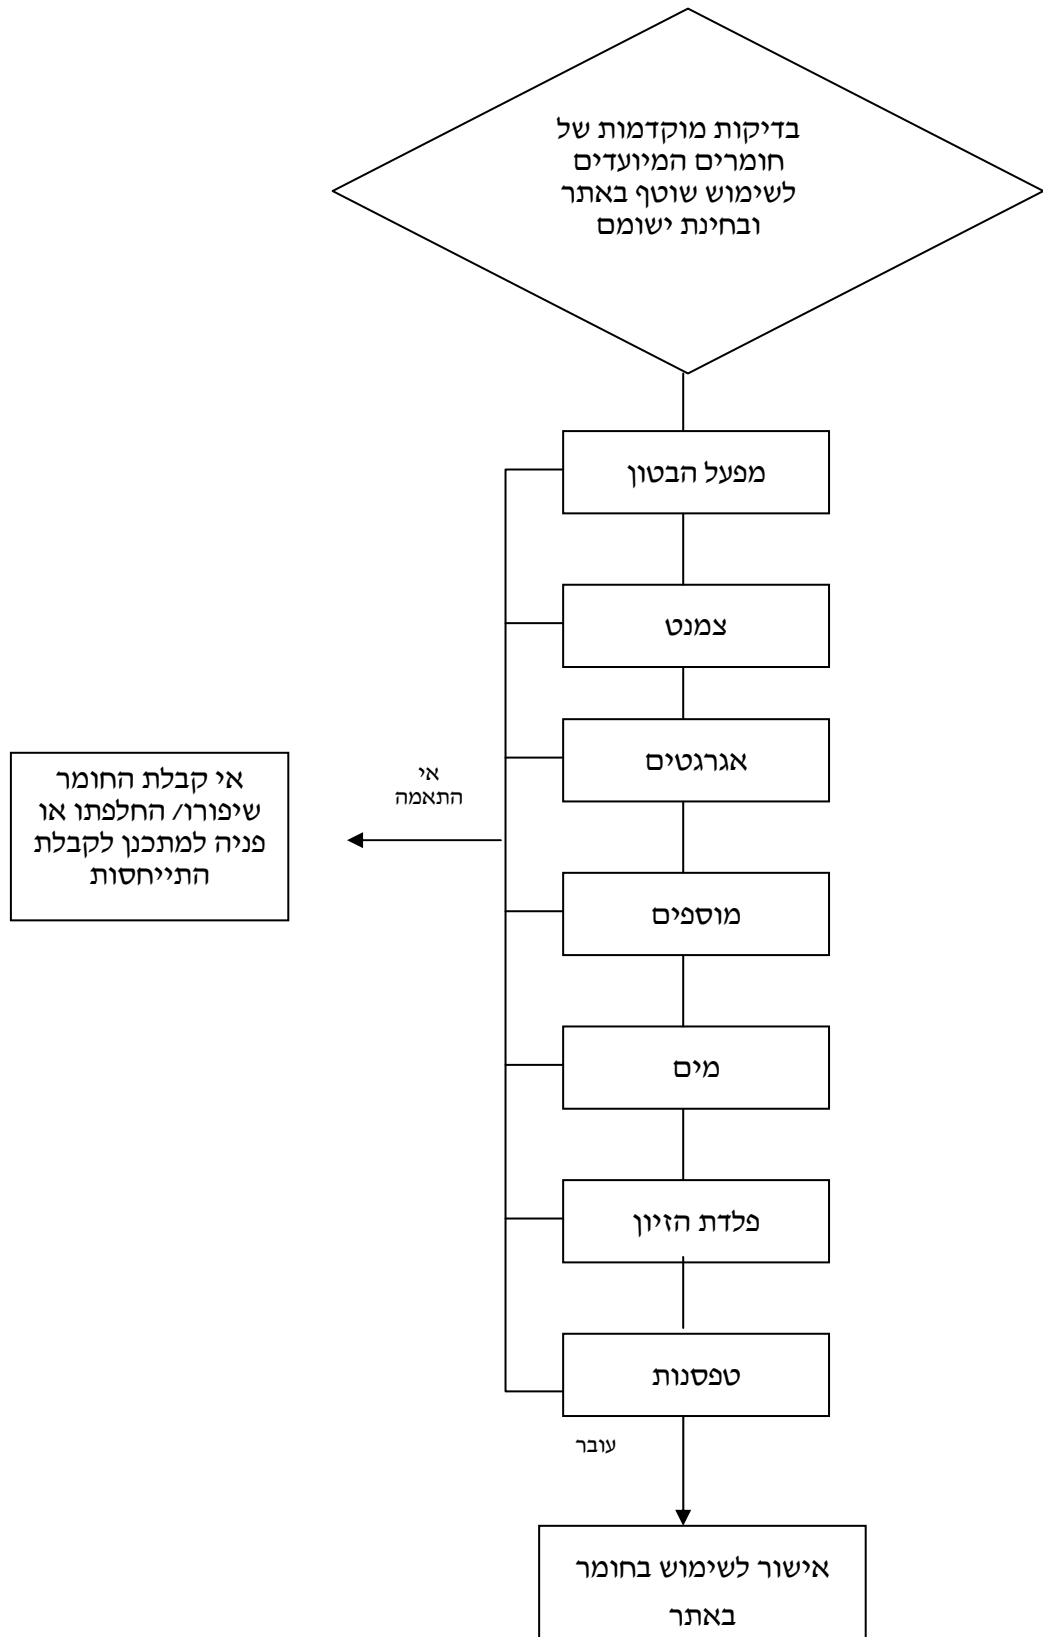 בדיקות מוקדמות של
חומרים המיועדים
לשימוש שוטף באתר
ובחינת ישומם
מפעל הבטון
צמנט
אגרגטים
אי
התאמה
אי קבלת החומר
שיפורו/ החלפתו או
פניה למתכנן לקבלת
התייחסות
מוספים
מים
פלדת הזיון
טפסנות
עובר
אישור לשימוש בחומר
באתר